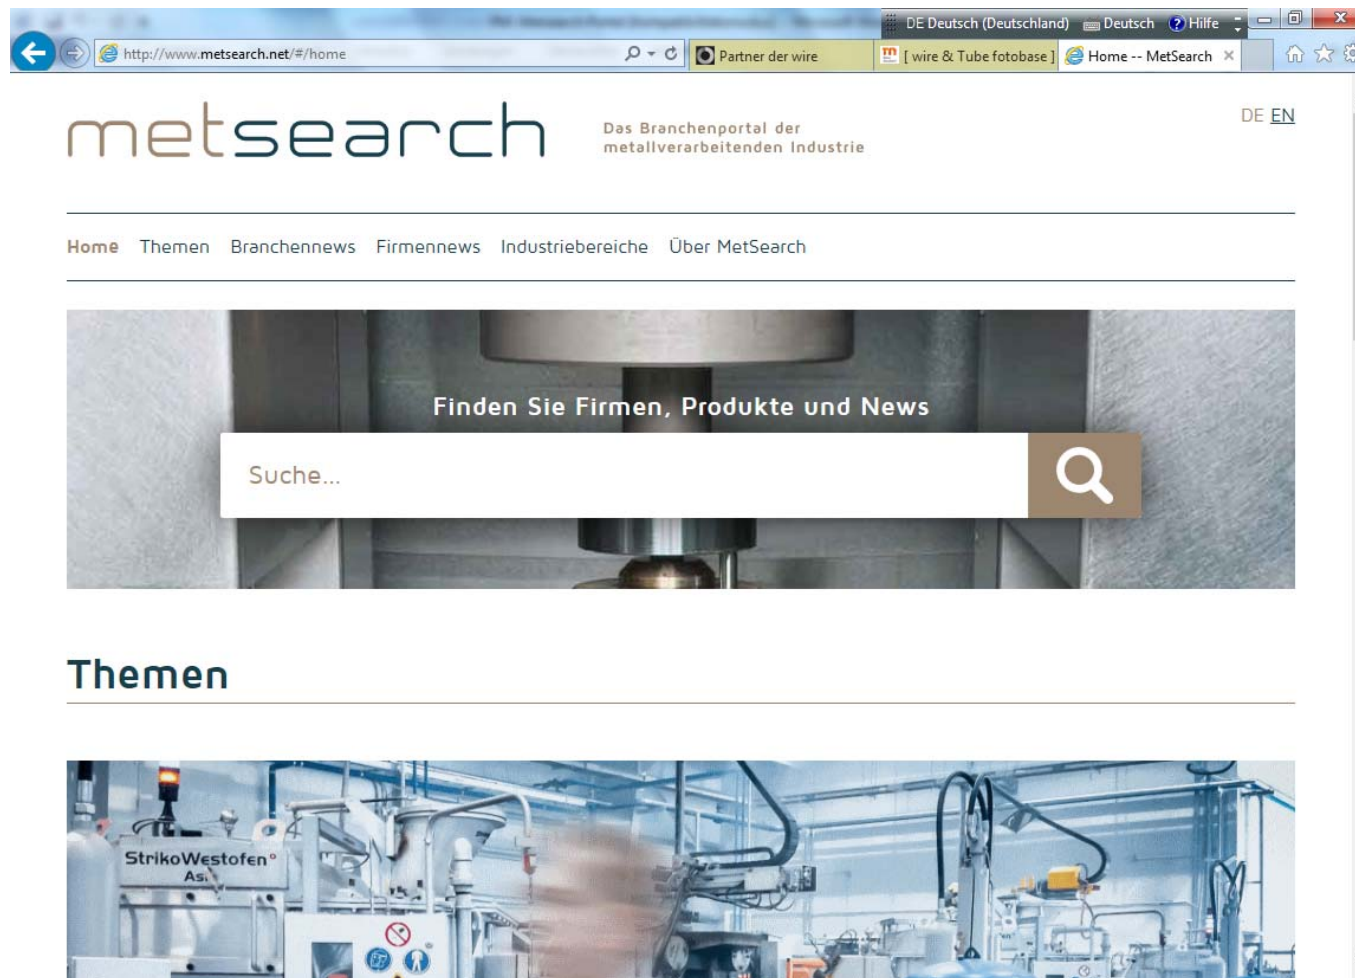 DE Deutsch (Deutschland) Deutsch Hilfe
http://www.metsearch.net/#/home
Partner der wire
[ wire & Tube fotobase ]
Home -- MetSearch
metsearch
Das Branchenportal der
metallverarbeitenden Industrie
DE EN
Home Themen Branchennews Firmennews Industriebereiche Über MetSearch
Finden Sie Firmen, Produkte und News
Suche...
Themen
StrikoWestofen